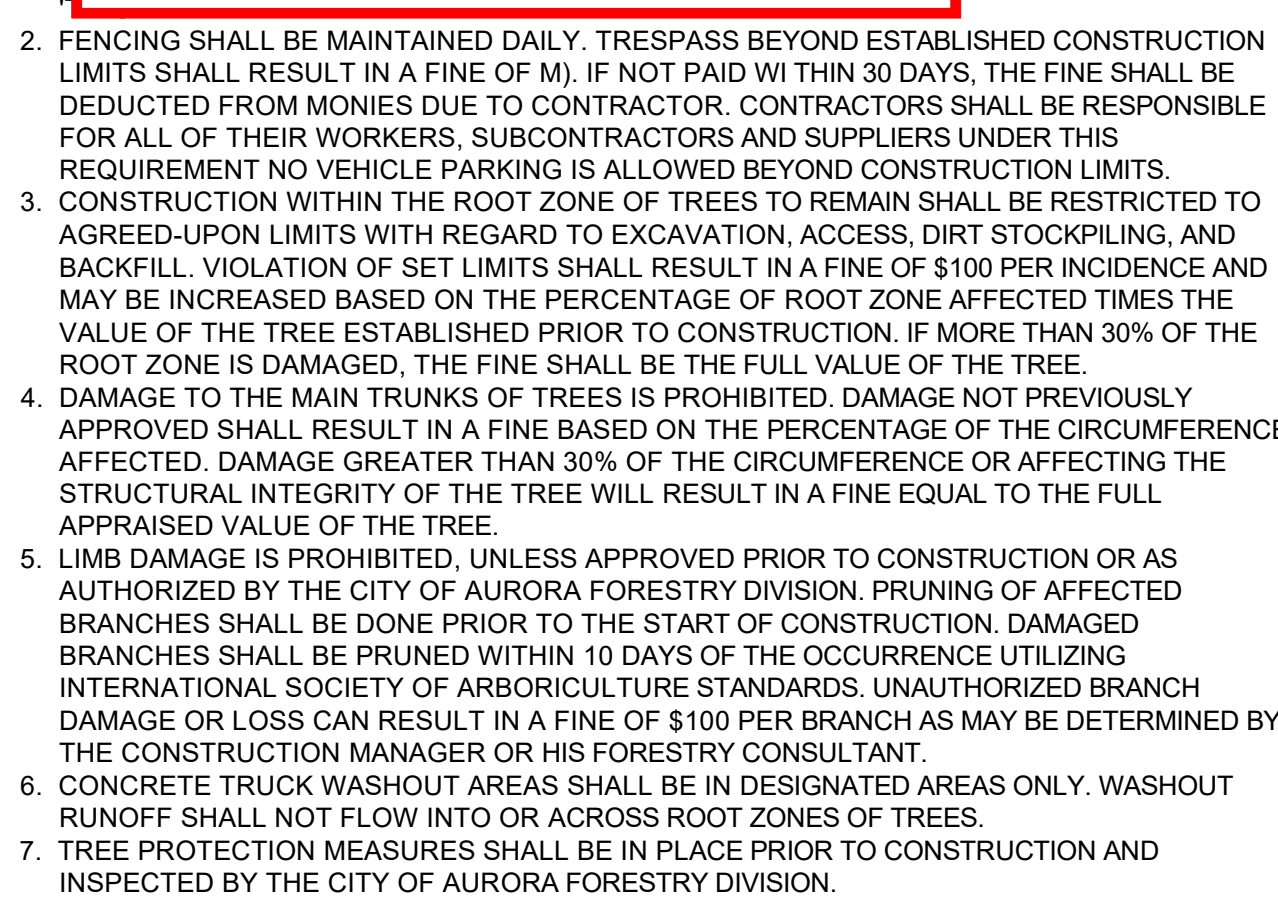 2. FENCING SHALL BE MAINTAINED DAILY. TRESPASS BEYOND ESTABLISHED CONSTRUCTION
LIMITS SHALL RESULT IN A FINE OF M). IF NOT PAID WI THIN 30 DAYS, THE FINE SHALL BE
DEDUCTED FROM MONIES DUE TO CONTRACTOR. CONTRACTORS SHALL BE RESPONSIBLE
FOR ALL OF THEIR WORKERS, SUBCONTRACTORS AND SUPPLIERS UNDER THIS
REQUIREMENT NO VEHICLE PARKING IS ALLOWED BEYOND CONSTRUCTION LIMITS.
3. CONSTRUCTION WITHIN THE ROOT ZONE OF TREES TO REMAIN SHALL BE RESTRICTED TO
AGREED-UPON LIMITS WITH REGARD TO EXCAVATION, ACCESS, DIRT STOCKPILING, AND
BACKFILL. VIOLATION OF SET LIMITS SHALL RESULT IN A FINE OF $100 PER INCIDENCE AND
MAY BE INCREASED BASED ON THE PERCENTAGE OF ROOT ZONE AFFECTED TIMES THE
VALUE OF THE TREE ESTABLISHED PRIOR TO CONSTRUCTION. IF MORE THAN 30% OF THE
ROOT ZONE IS DAMAGED, THE FINE SHALL BE THE FULL VALUE OF THE TREE.
4. DAMAGE TO THE MAIN TRUNKS OF TREES IS PROHIBITED. DAMAGE NOT PREVIOUSLY
APPROVED SHALL RESULT IN A FINE BASED ON THE PERCENTAGE OF THE CIRCUMFERENCE
AFFECTED. DAMAGE GREATER THAN 30% OF THE CIRCUMFERENCE OR AFFECTING THE
STRUCTURAL INTEGRITY OF THE TREE WILL RESULT IN A FINE EQUAL TO THE FULL
APPRAISED VALUE OF THE TREE.
5. LIMB DAMAGE IS PROHIBITED, UNLESS APPROVED PRIOR TO CONSTRUCTION OR AS
AUTHORIZED BY THE CITY OF AURORA FORESTRY DIVISION. PRUNING OF AFFECTED
BRANCHES SHALL BE DONE PRIOR TO THE START OF CONSTRUCTION. DAMAGED
BRANCHES SHALL BE PRUNED WITHIN 10 DAYS OF THE OCCURRENCE UTILIZING
INTERNATIONAL SOCIETY OF ARBORICULTURE STANDARDS. UNAUTHORIZED BRANCH
DAMAGE OR LOSS CAN RESULT IN A FINE OF $100 PER BRANCH AS MAY BE DETERMINED BY
THE CONSTRUCTION MANAGER OR HIS FORESTRY CONSULTANT.
6. CONCRETE TRUCK WASHOUT AREAS SHALL BE IN DESIGNATED AREAS ONLY. WASHOUT
RUNOFF SHALL NOT FLOW INTO OR ACROSS ROOT ZONES OF TREES.
7. TREE PROTECTION MEASURES SHALL BE IN PLACE PRIOR TO CONSTRUCTION AND
INSPECTED BY THE CITY OF AURORA FORESTRY DIVISION.